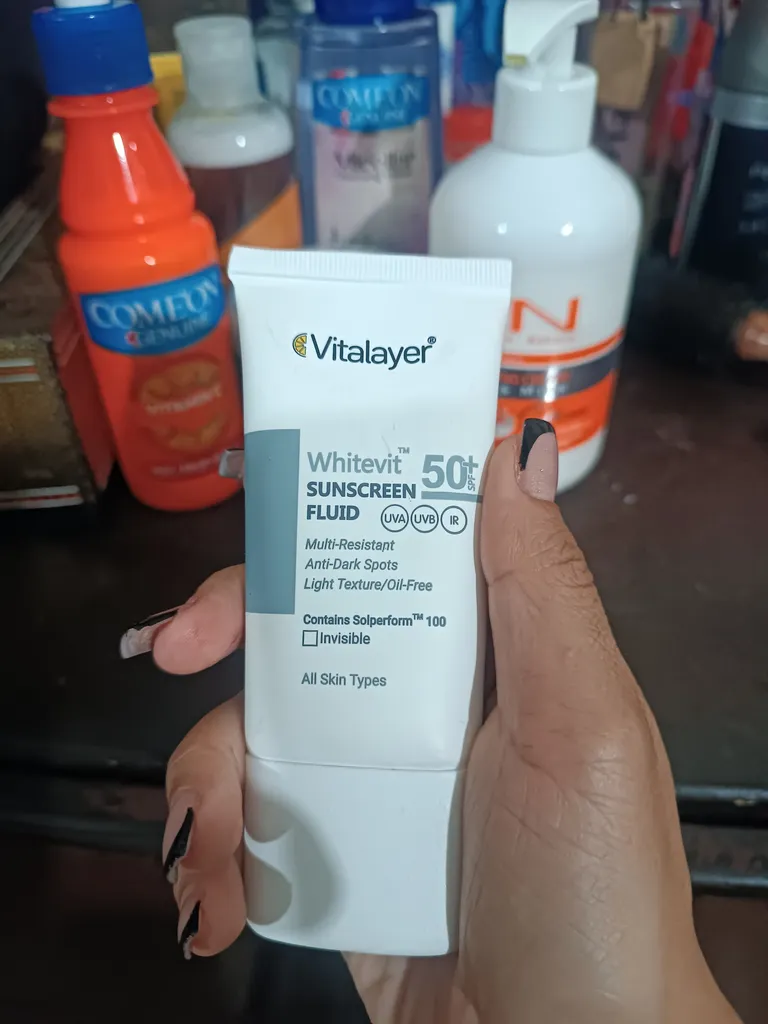 Vitalayer®
Whitevit™ 50+
SPF
SUNSCREEN
FLUID UVA UVB IR
Multi-Resistant
Anti-Dark Spots
Light Texture/Oil-Free
Contains Solperform™ 100
Invisible
All Skin Types
COMEON
GENUINE
COMEON
GENUINE
N